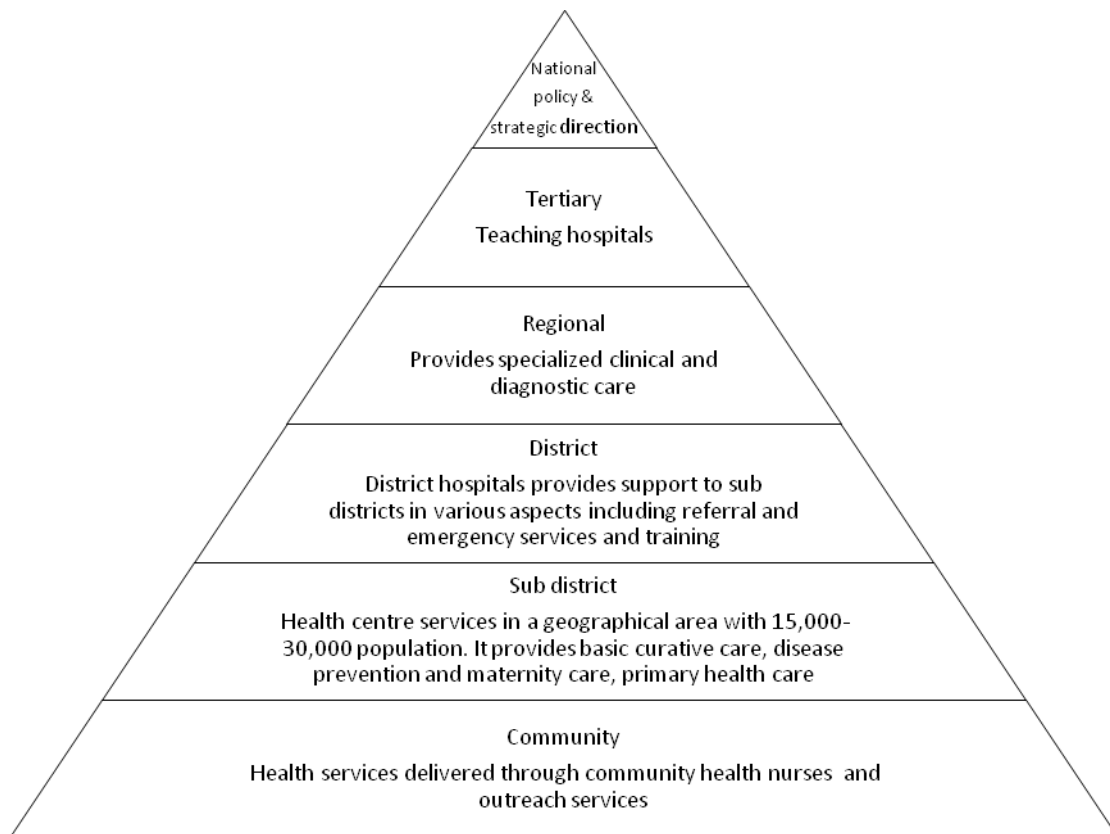 National
policy &
strategic direction
Tertiary
Teaching hospitals
Regional
Provides specialized clinical and
diagnostic care
District
District hospitals provides support to sub
districts in various aspects including referral and
emergency services and training
Sub district
Health centre services in a geographical area with 15,000-
30,000 population. It provides basic curative care, disease
prevention and maternity care, primary health care
Community
Health services delivered through community health nurses and
outreach services